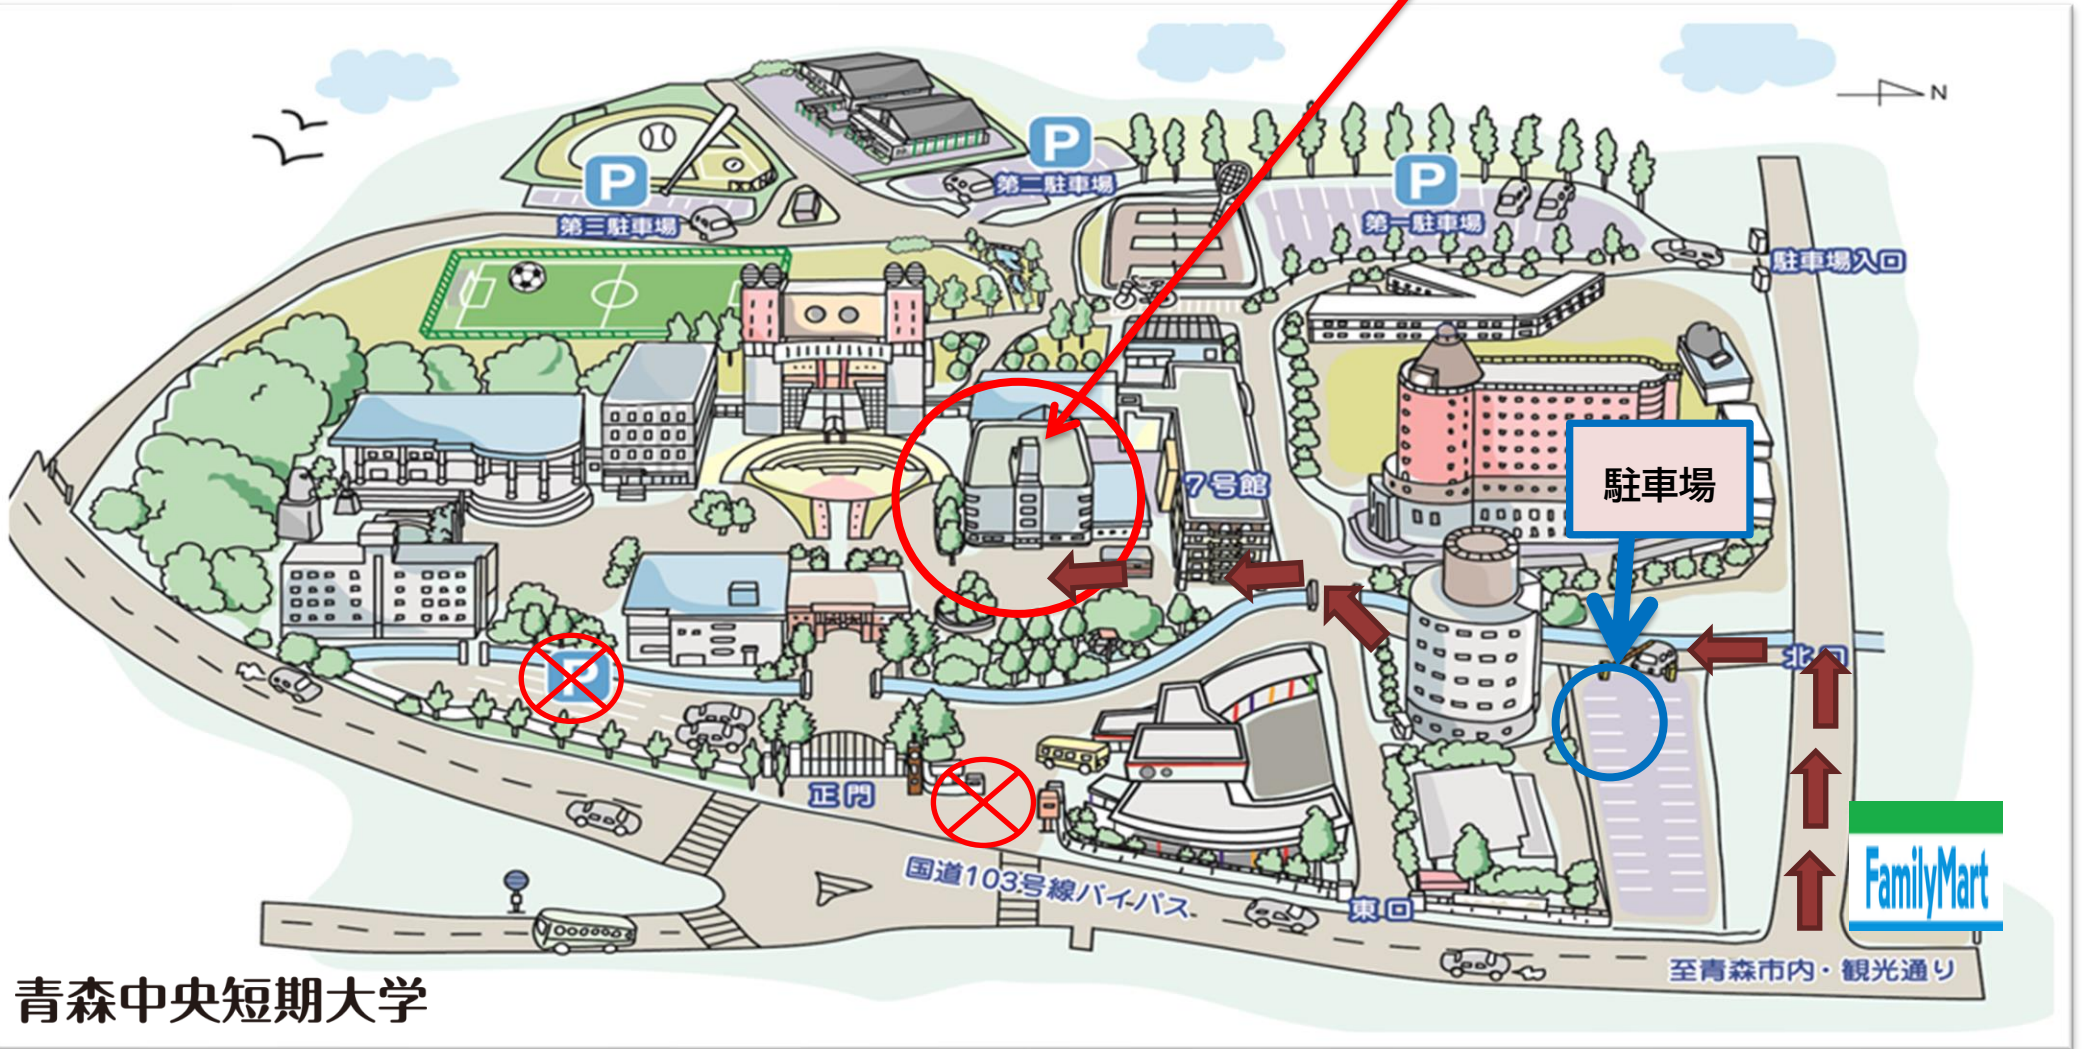 N
P
第二駐車場
P
第三駐車場
P
第一駐車場
駐車場入口
7号館
駐車場
P
北口
正門
国道103号線バイパス
東口
FamilyMart
至青森市内・観光通り
青森中央短期大学